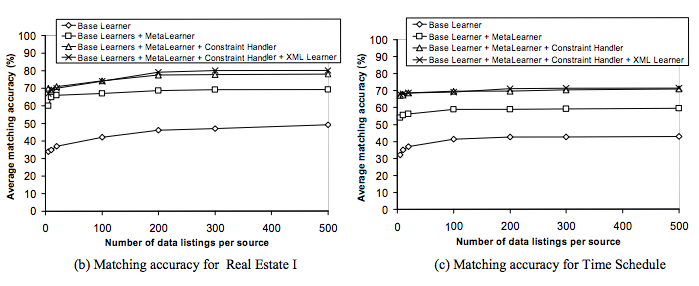 Base Learner
Base Learners + MetaLearner
Base Learners + MetaLearner + Constraint Handler
Base Learners + MetaLearner + Constraint Handler + XML Learner
Average matching accuracy (%)
100
90
80
70
60
50
40
30
20
10
0
0 100 200 300 400 500
Number of data listings per source
(b) Matching accuracy for Real Estate I
Base Learner
Base Learner + MetaLearner
Base Learner + MetaLearner + Constraint Handler
Base Learner + MetaLearner + Constraint Handler + XML Learner
Average matching accuracy (%)
100
90
80
70
60
50
40
30
20
10
0
0 100 200 300 400 500
Number of data listings per source
(c) Matching accuracy for Time Schedule